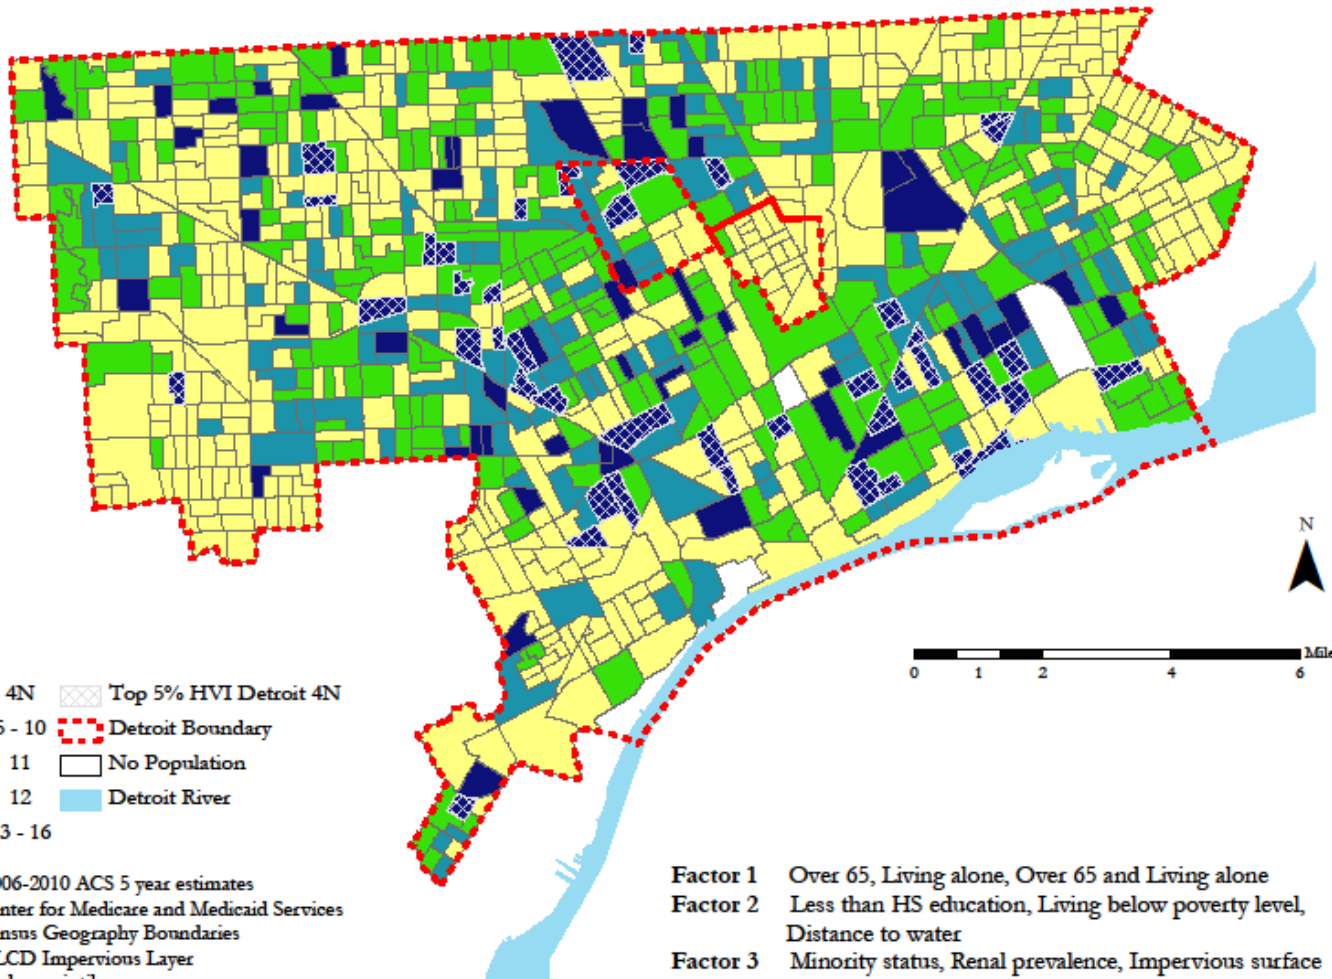 N
Mile
0 1 2 4 6
4N Top 5% HVI Detroit 4N
5 - 10 Detroit Boundary
11 No Population
12 Detroit River
3 - 16
06-2010 ACS 5 year estimates
nter for Medicare and Medicaid Services
nsus Geography Boundaries
LCD Impervious Layer
Factor 1 Over 65, Living alone, Over 65 and Living alone
Factor 2 Less than HS education, Living below poverty level,
Distance to water
Factor 3 Minority status, Renal prevalence, Impervious surface